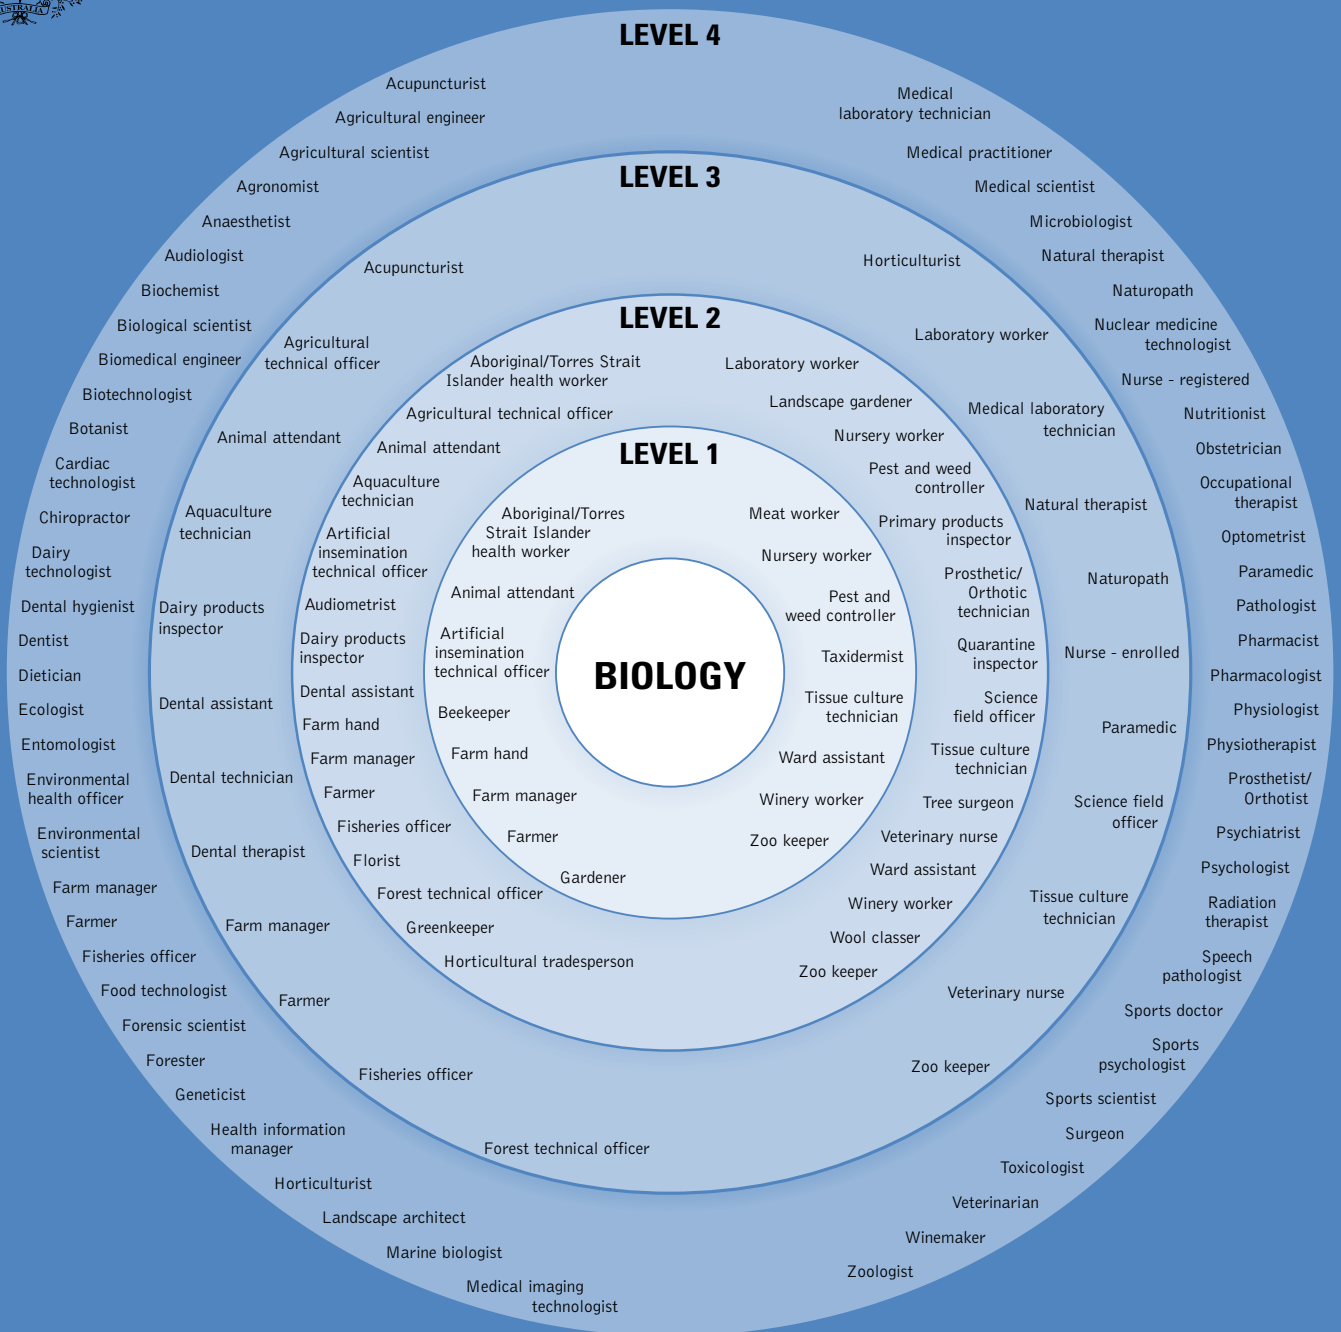 AUSTRALIA
LEVEL 4
Acupuncturist
Agricultural engineer
Agricultural scientist
Agronomist
Anaesthetist
Audiologist
Biochemist
Biological scientist
Biomedical engineer
Biotechnologist
Botanist
Cardiac
technologist
Chiropractor
Dairy
technologist
Dental hygienist
Dentist
Dietician
Ecologist
Entomologist
Environmental
health officer
Environmental
scientist
Farm manager
Farmer
Fisheries officer
Food technologist
Forensic scientist
Forester
Geneticist
Health information
manager
Horticulturist
Landscape architect
Marine biologist
Medical imaging
technologist
Medical
laboratory technician
Medical practitioner
Medical scientist
Microbiologist
Natural therapist
Naturopath
Nuclear medicine
technologist
Nurse - registered
Nutritionist
Obstetrician
Occupational
therapist
Optometrist
Paramedic
Pathologist
Pharmacist
Pharmacologist
Physiologist
Physiotherapist
Prosthetist/
Orthotist
Psychiatrist
Psychologist
Radiation
therapist
Speech
pathologist
Sports doctor
Sports
psychologist
Sports scientist
Surgeon
Toxicologist
Veterinarian
Winemaker
Zoologist
LEVEL 3
Acupuncturist
Agricultural
technical officer
Animal attendant
Aquaculture
technician
Dairy products
inspector
Dental assistant
Dental technician
Dental therapist
Farm manager
Farmer
Fisheries officer
Forest technical officer
Horticulturist
Laboratory worker
Medical laboratory
technician
Natural therapist
Naturopath
Nurse - enrolled
Paramedic
Science field
officer
Tissue culture
technician
Veterinary nurse
Zoo keeper
LEVEL 2
Aboriginal/Torres Strait
Islander health worker
Agricultural technical officer
Animal attendant
Aquaculture
technician
Artificial
insemination
technical officer
Audiometrist
Dairy products
inspector
Dental assistant
Farm hand
Farm manager
Farmer
Fisheries officer
Florist
Forest technical officer
Greenkeeper
Horticultural tradesperson
Laboratory worker
Landscape gardener
Nursery worker
Pest and weed
controller
Primary products
inspector
Prosthetic/
Orthotic
technician
Quarantine
inspector
Science
field officer
Tissue culture
technician
Tree surgeon
Veterinary nurse
Ward assistant
Winery worker
Wool classer
Zoo keeper
LEVEL 1
Aboriginal/Torres
Strait Islander
health worker
Animal attendant
Artificial
insemination
technical officer
Beekeeper
Farm hand
Farm manager
Farmer
Gardener
Meat worker
Nursery worker
Pest and
weed controller
Taxidermist
Tissue culture
technician
Ward assistant
Winery worker
Zoo keeper
BIOLOGY